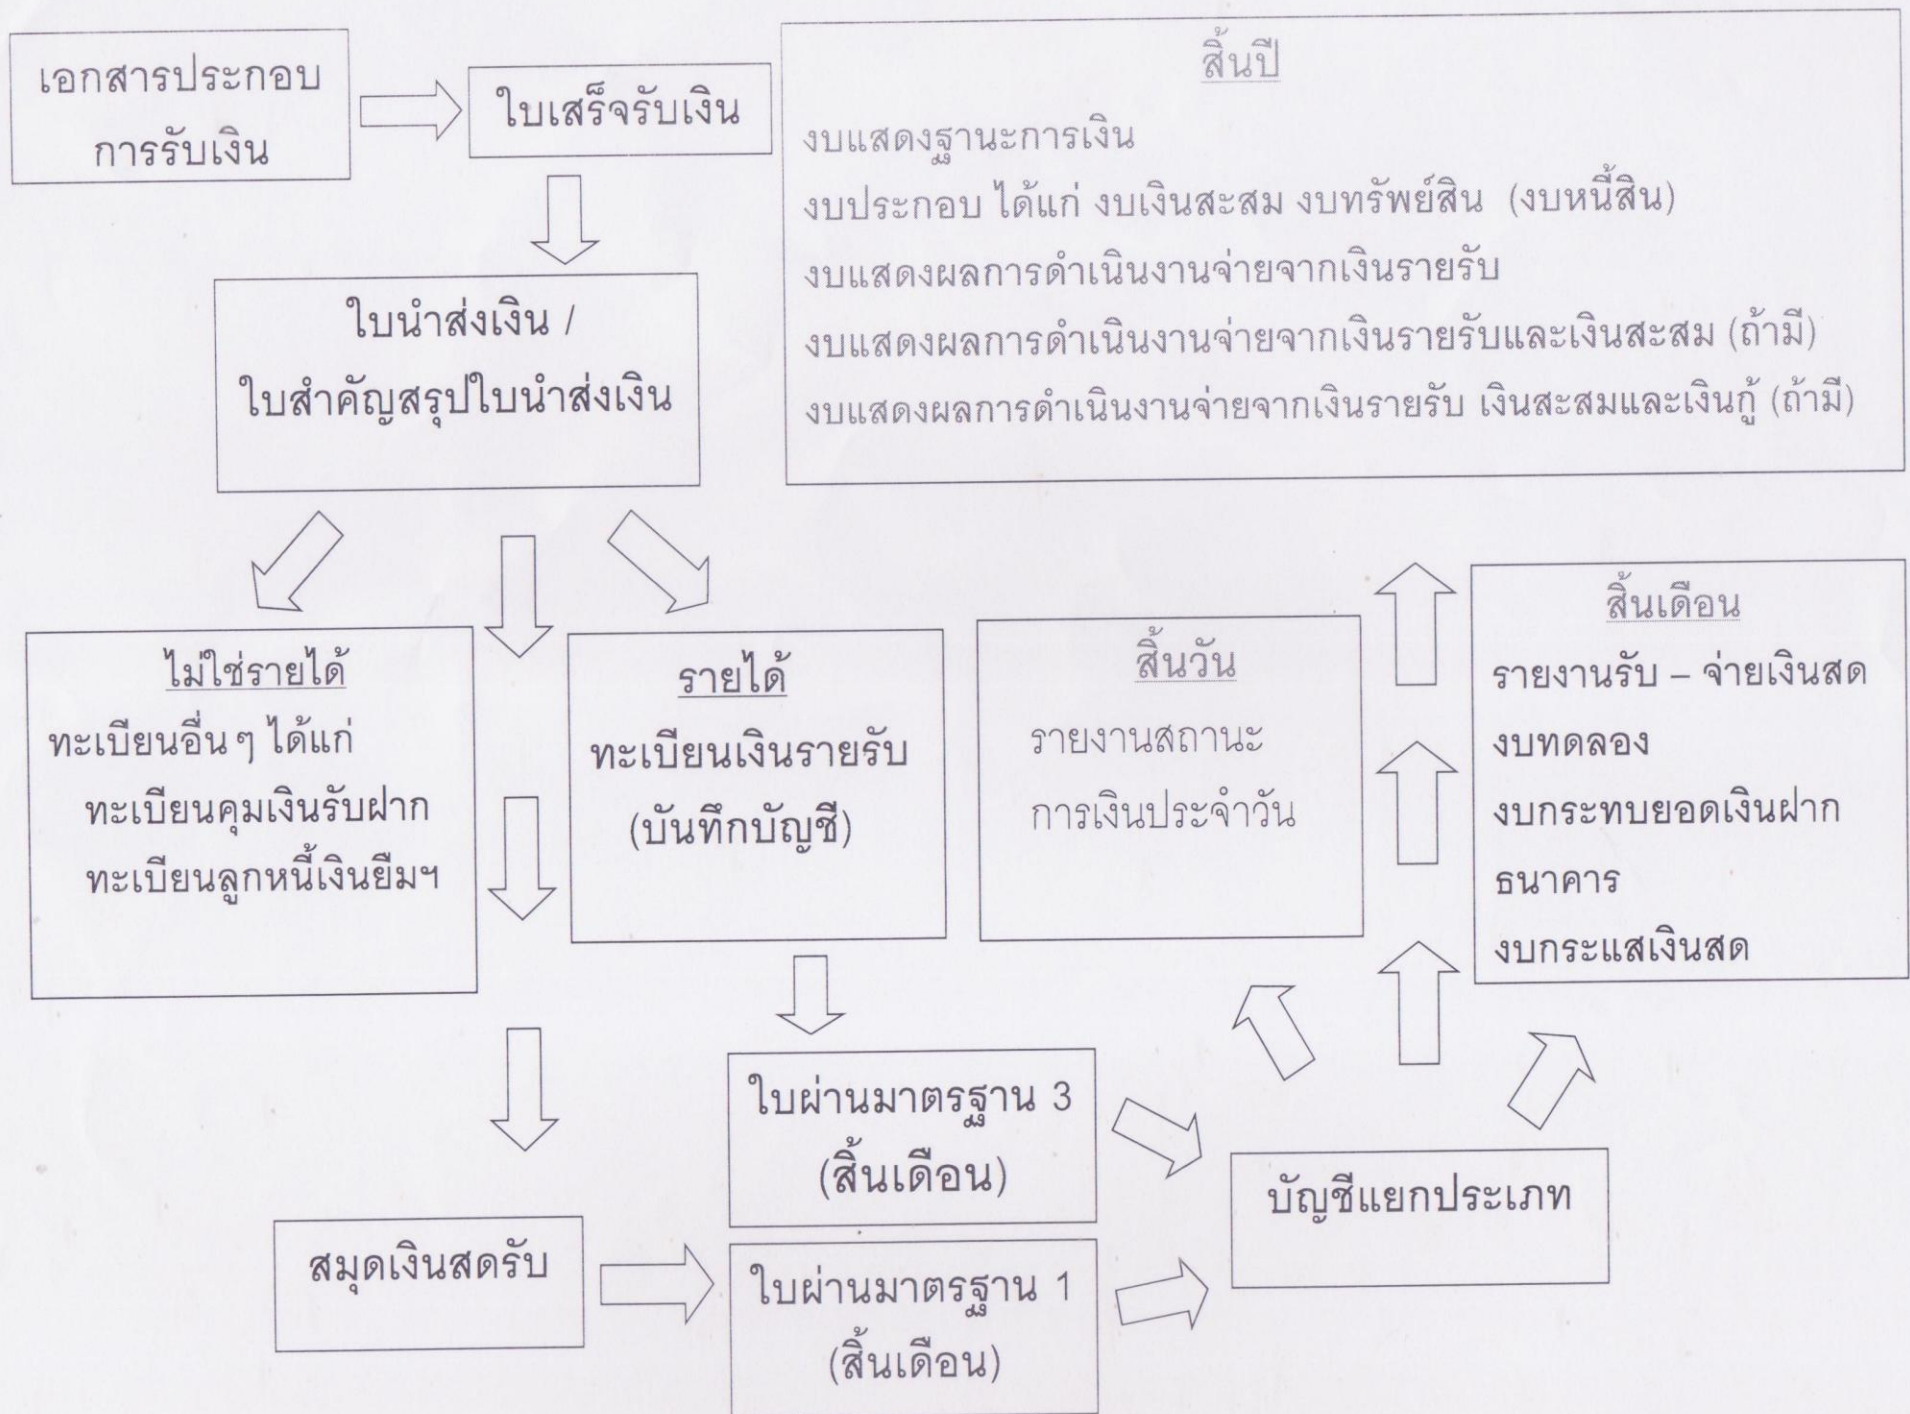 เอกสารประกอบ
การรับเงิน
ใบเสร็จรับเงิน
สิ้นปี
งบแสดงฐานะการเงิน
งบประกอบ ได้แก่ งบเงินสะสม งบทรัพย์สิน (งบหนี้สิน)
งบแสดงผลการดำเนินงานจ่ายจากเงินรายรับ
งบแสดงผลการดำเนินงานจ่ายจากเงินรายรับและเงินสะสม (ถ้ามี)
งบแสดงผลการดำเนินงานจ่ายจากเงินรายรับ เงินสะสมและเงินกู้ (ถ้ามี)
ใบนำส่งเงิน /
ใบสำคัญสรุปใบนำส่งเงิน
ไม่ใช่รายได้
ทะเบียนอื่นๆ ได้แก่
ทะเบียนคุมเงินรับฝาก
ทะเบียนลูกหนี้เงินยืมฯ
รายได้
ทะเบียนเงินรายรับ
(บันทึกบัญชี)
สิ้นวัน
รายงานสถานะ
การเงินประจำวัน
สิ้นเดือน
รายงานรับ – จ่ายเงินสด
งบทดลอง
งบกระทบยอดเงินฝาก
ธนาคาร
งบกระแสเงินสด
ใบผ่านมาตรฐาน 3
(สิ้นเดือน)
บัญชีแยกประเภท
สมุดเงินสดรับ
ใบผ่านมาตรฐาน 1
(สิ้นเดือน)